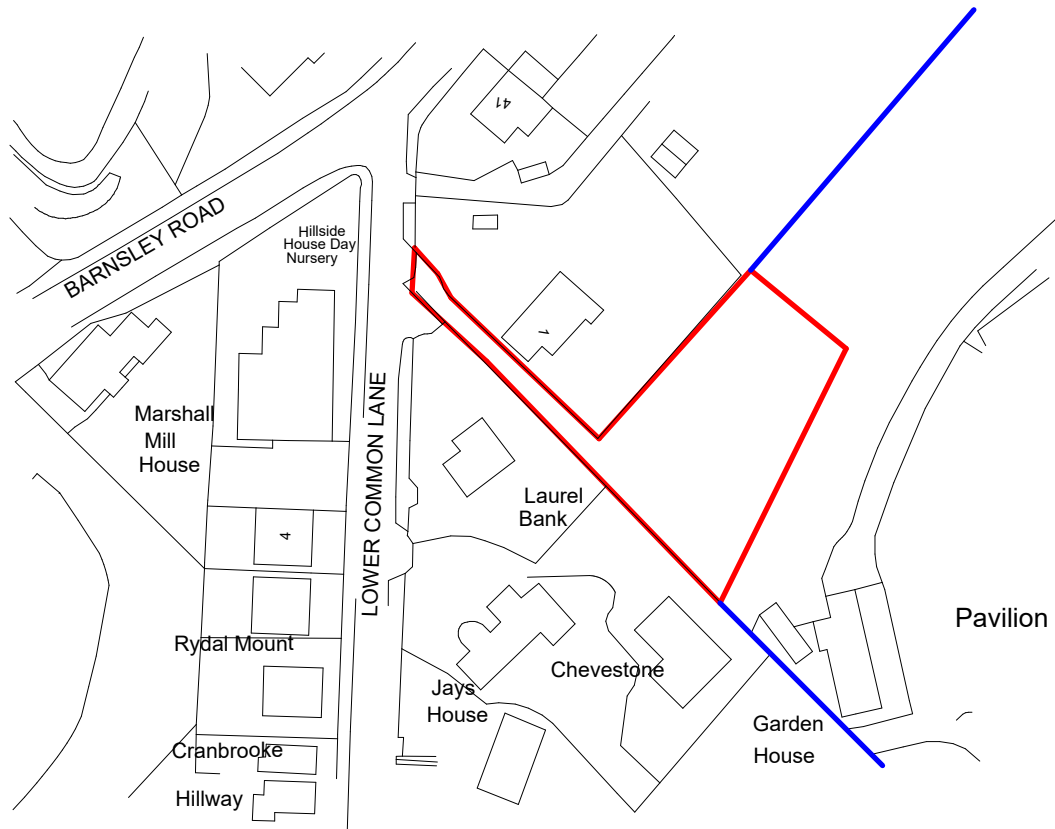 41
BARNSLEY ROAD
Hillside
House Day
Nursery
1
Marshall
Mill
House
LOWER COMMON LANE
Laurel
Bank
4
Rydal Mount
Chevestone
Pavilion
Jays
House
Garden
House
Cranbrooke
Hillway